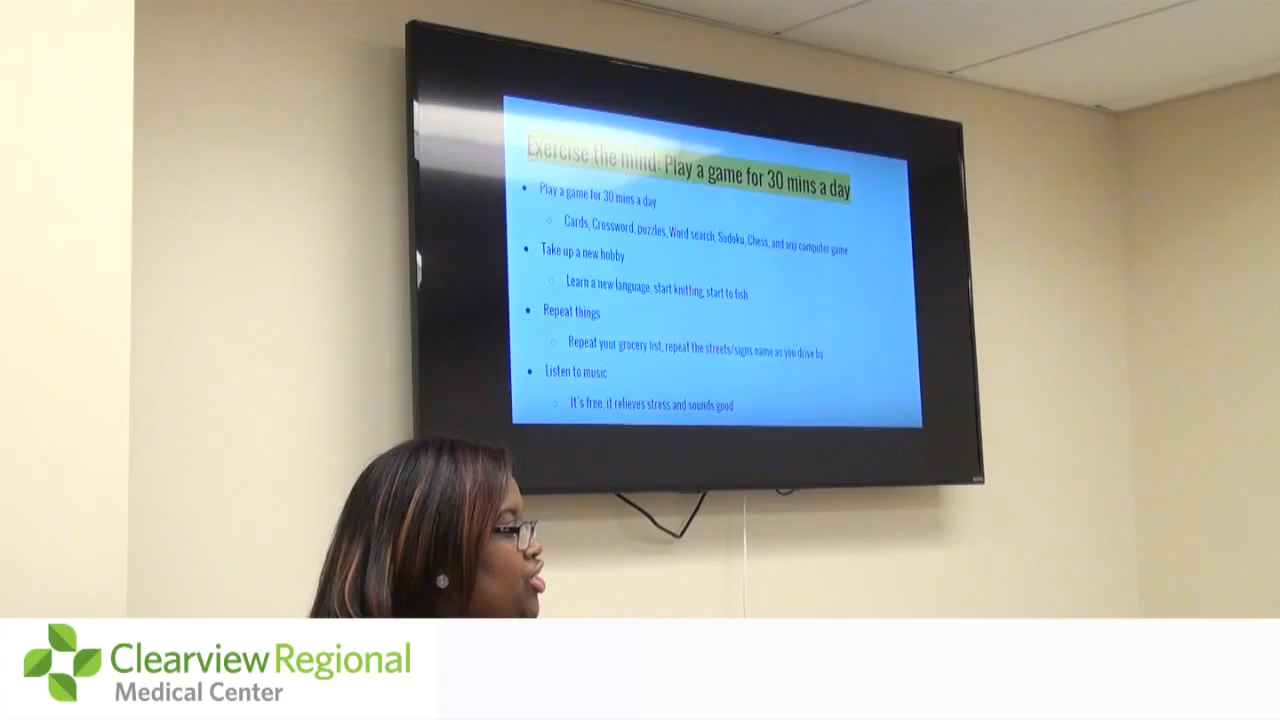 Exercise the mind: Play a game for 30 mins a day
Play a game for 30 mins a day
Cards, Crossword, puzzles, Word search, Sudoku, Chess, and any computer game
Take up a new hobby
Learn a new language, start knitting, start to fish
Repeat things
Repeat your grocery list, repeat the streets/signs name as you drive by
Listen to music
It's free, it relieves stress and sounds good
Clearview Regional
Medical Center